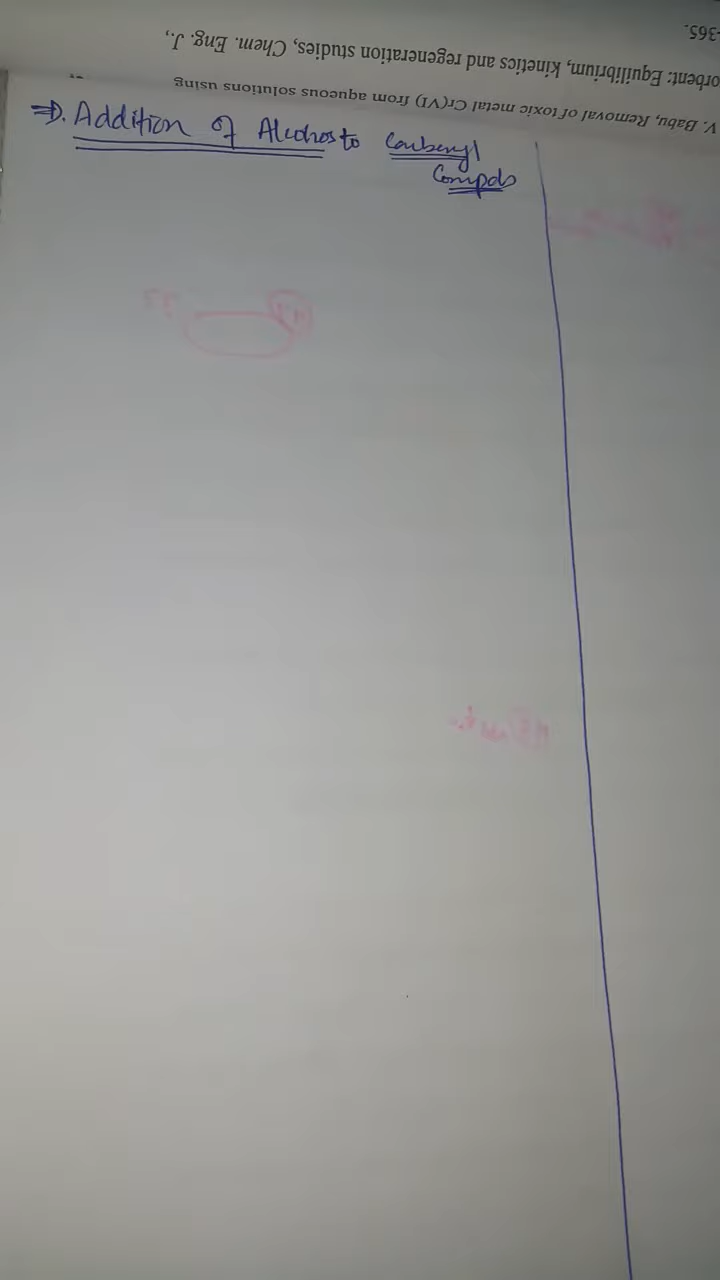 -365.
orbent: Equilibrium, kinetics and regeneration studies, Chem. Eng. J.,
V. Babu, Removal of toxic metal Cr(VI) from aqueous solutions using
⇒. Addition of Alcohos to Carbonyl
Compds